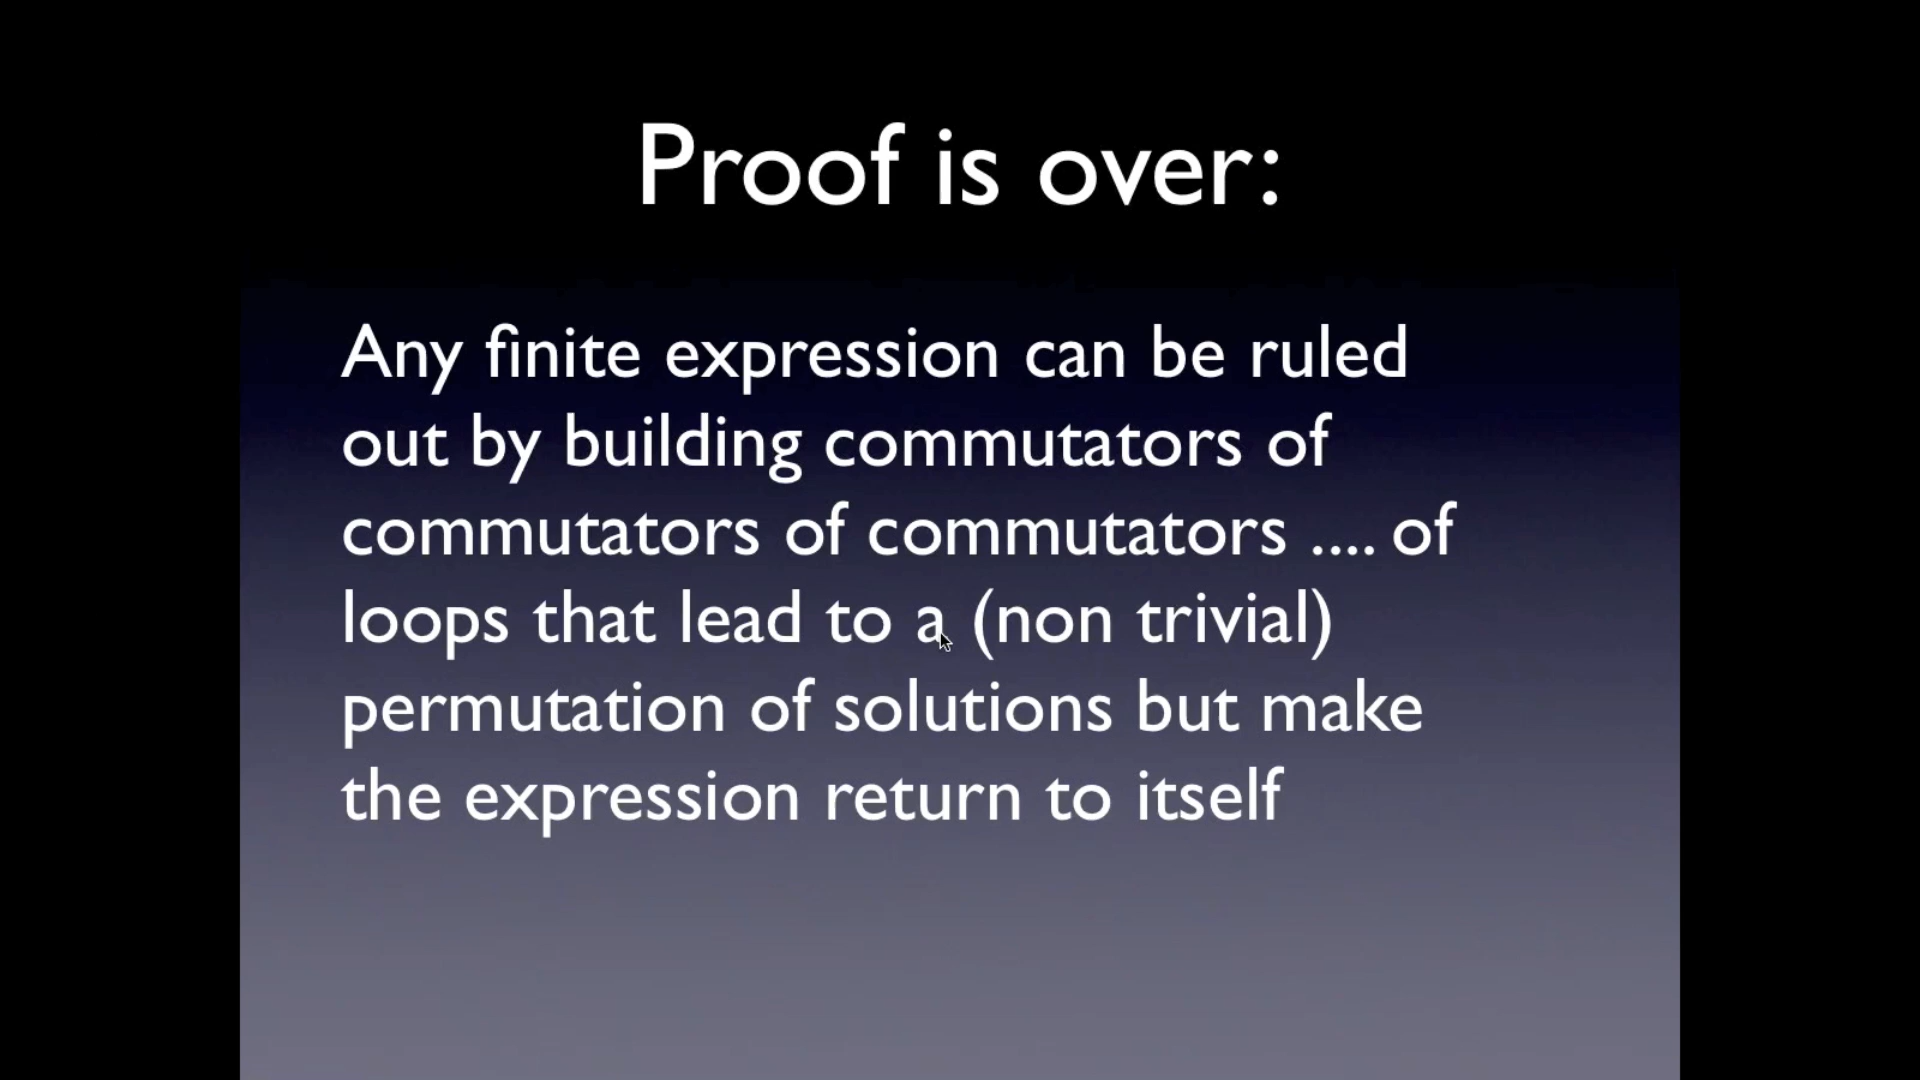 Proof is over:
Any finite expression can be ruled
out by building commutators of
commutators of commutators .... of
loops that lead to a (non trivial)
permutation of solutions but make
the expression return to itself